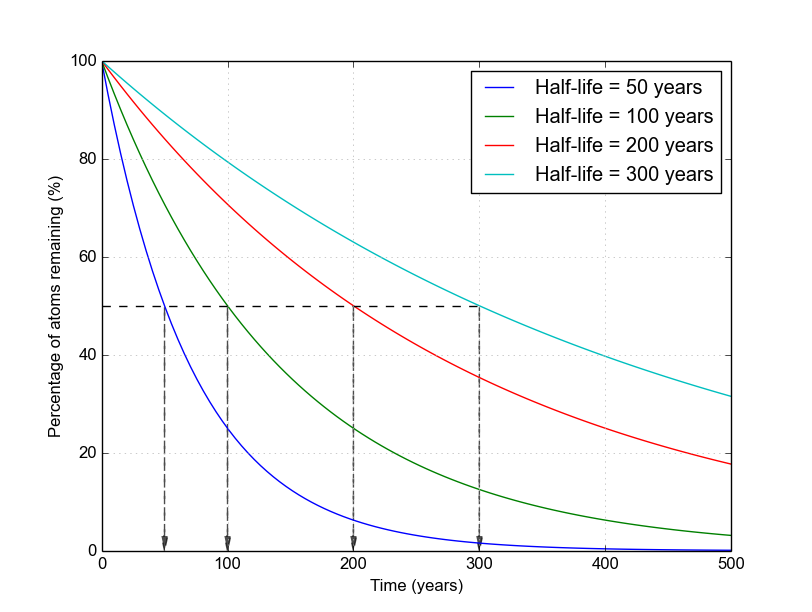 100
80
60
40
20
0
Percentage of atoms remaining (%)
Half-life = 50 years
Half-life = 100 years
Half-life = 200 years
Half-life = 300 years
0 100 200 300 400 500
Time (years)